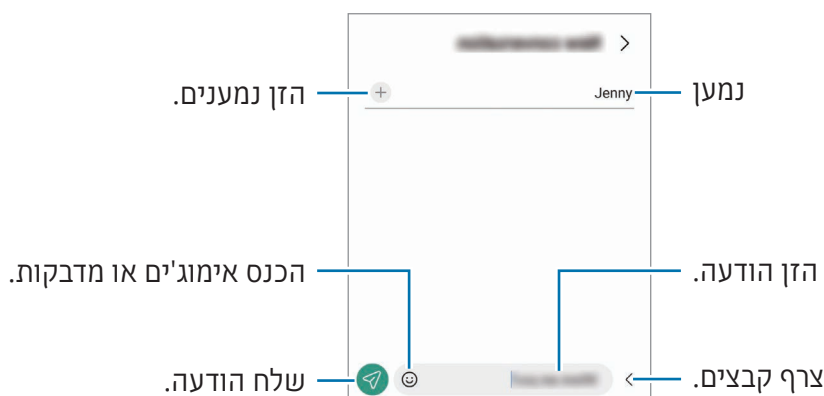 הזן נמענים.
Jenny
נמען
הכנס אימוג'ים או מדבקות.
הזן הודעה.
שלח הודעה.
צרף קבצים.